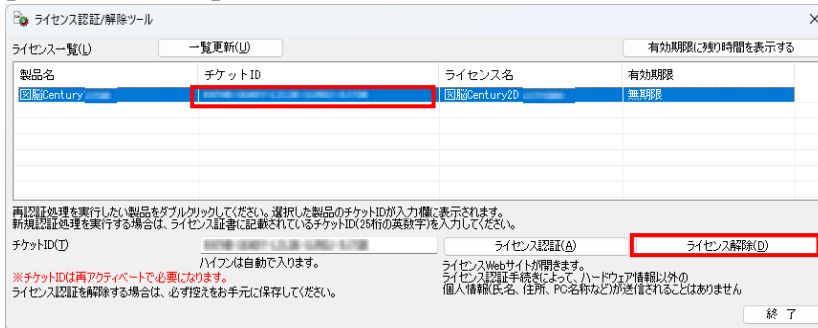 ライセンス認証/解除ツール
ライセンス一覧(L)
一覧更新(U)
有効期限に残り時間を表示する
製品名 チケットID ライセンス名 有効期限
図脳Century 図脳Century2D 無期限
再認証処理を実行したい製品をダブルクリックしてください。選択した製品のチケットIDが入力欄に表示されます。
新規認証処理を実行する場合は、ライセンス証書に記載されているチケットID(25桁の英数字)を入力してください。
チケットID(T)
ライセンス認証(A)
ライセンス解除(D)
ハイフンは自動で入ります。
※チケットIDは再アクティベートで必要になります。
ライセンス認証を解除する場合は、必ず控えをお手元に保存してください。
ライセンスWebサイトが開きます。
ライセンス認証手続きによって、ハードウェア情報以外の
個人情報(氏名、住所、PC名称など)が送信されることはありません
終 了